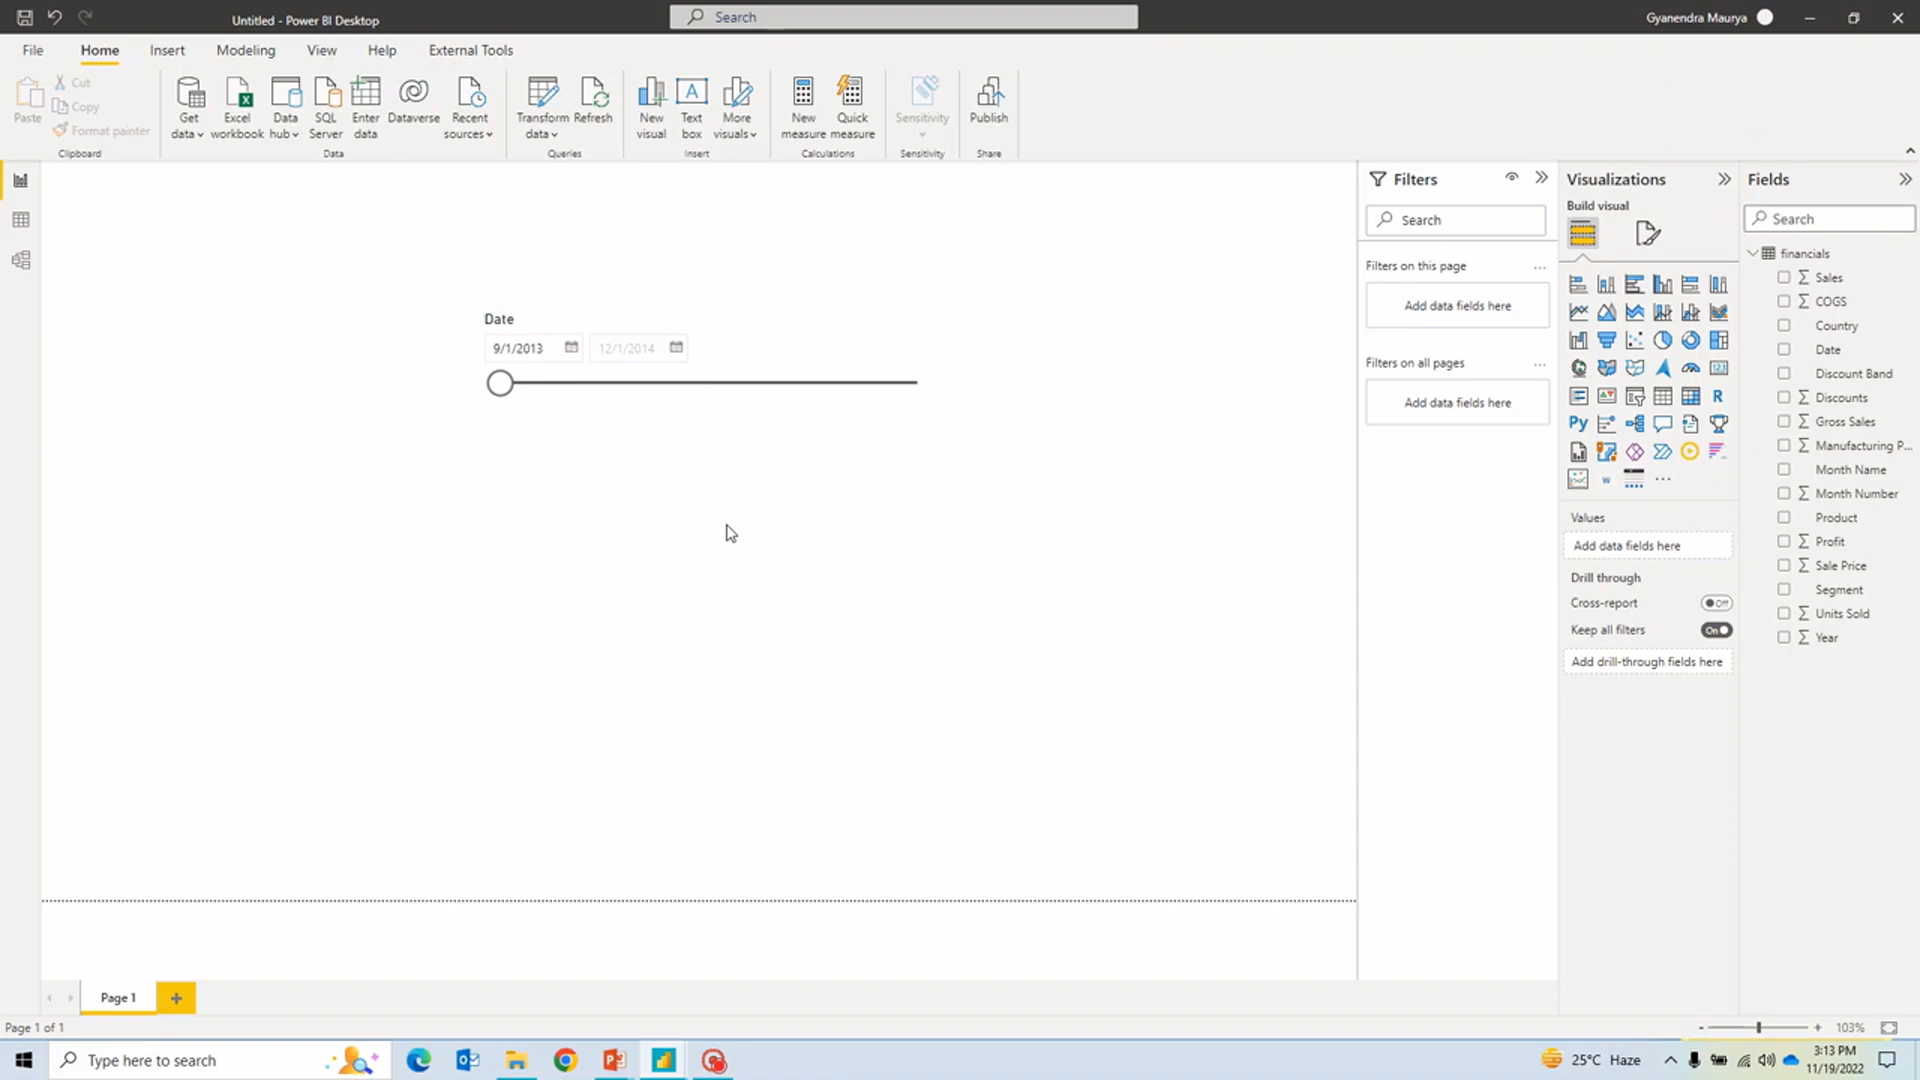 Untitled - Power BI Desktop
Search
Gyanendra Maurya
File
Home
Insert
Modeling
View
Help
External Tools
Paste
Cut
Copy
Format painter
Clipboard
Get data
Excel workbook
Data hub
SQL Server
Enter data
Dataverse
Recent sources
Data
Transform data
Refresh
Queries
New visual
Text box
More visuals
Insert
New measure
Quick measure
Calculations
Sensitivity
Sensitivity
Publish
Share
Date
9/1/2013
12/1/2014
Filters
Search
Filters on this page
...
Add data fields here
Filters on all pages
...
Add data fields here
Visualizations
Build visual
123
R
Py
...
Values
Add data fields here
Drill through
Cross-report
Off
Keep all filters
On
Add drill-through fields here
Fields
Search
financials
Σ Sales
Σ COGS
Country
Date
Discount Band
Σ Discounts
Σ Gross Sales
Σ Manufacturing P...
Month Name
Σ Month Number
Product
Σ Profit
Σ Sale Price
Segment
Σ Units Sold
Σ Year
Page 1
+
Page 1 of 1
- + 103%
Type here to search
25°C Haze
3:13 PM
11/19/2022